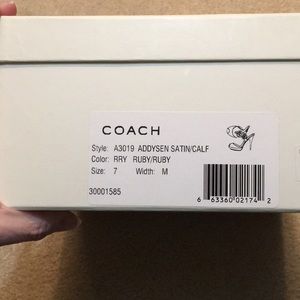 COACH
Style: A3019 ADDYSEN SATIN/CALF
Color: RRY RUBY/RUBY
Size: 7 Width: M
30001585
6 63360 02174 2